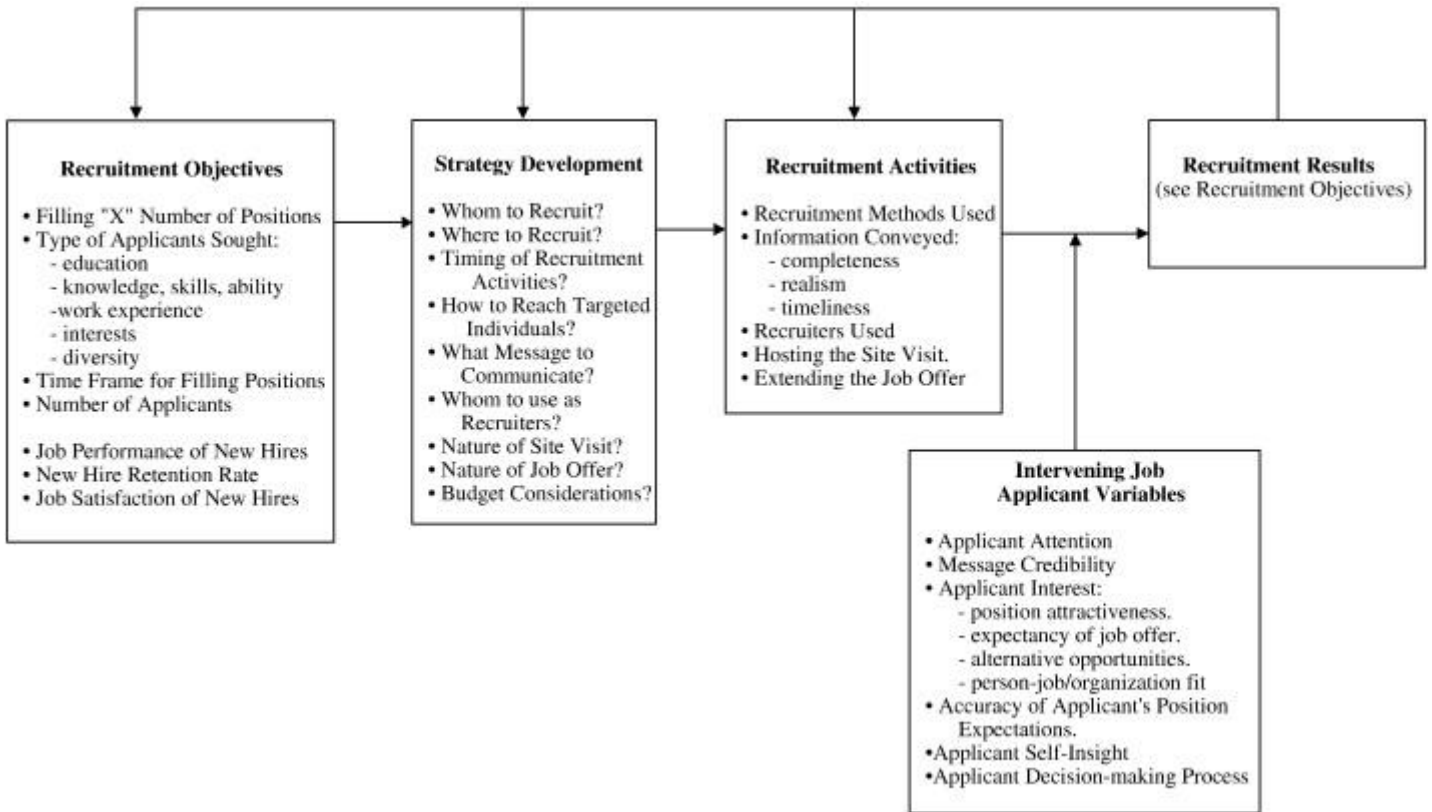 Recruitment Objectives
• Filling "X" Number of Positions
• Type of Applicants Sought:
- education
- knowledge, skills, ability
-work experience
- interests
- diversity
• Time Frame for Filling Positions
• Number of Applicants
• Job Performance of New Hires
• New Hire Retention Rate
• Job Satisfaction of New Hires
Strategy Development
• Whom to Recruit?
• Where to Recruit?
• Timing of Recruitment
Activities?
• How to Reach Targeted
Individuals?
• What Message to
Communicate?
• Whom to use as
Recruiters?
• Nature of Site Visit?
• Nature of Job Offer?
• Budget Considerations?
Recruitment Activities
• Recruitment Methods Used
• Information Conveyed:
- completeness
- realism
- timeliness
• Recruiters Used
• Hosting the Site Visit.
• Extending the Job Offer
Recruitment Results
(see Recruitment Objectives)
Intervening Job
Applicant Variables
• Applicant Attention
• Message Credibility
• Applicant Interest:
- position attractiveness.
- expectancy of job offer.
- alternative opportunities.
- person-job/organization fit
• Accuracy of Applicant's Position
Expectations.
•Applicant Self-Insight
•Applicant Decision-making Process